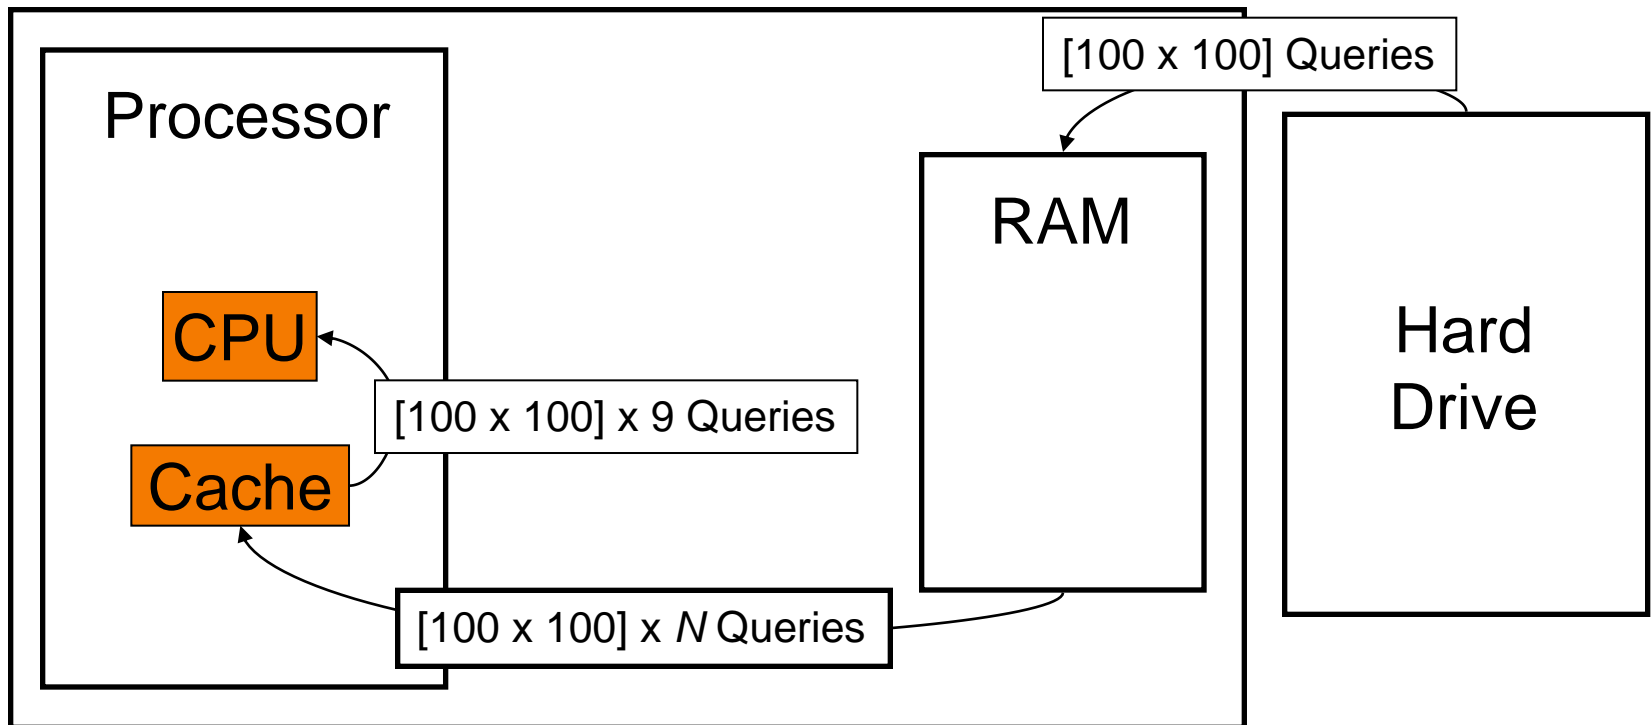 [100 x 100] Queries
Processor
RAM
CPU
Hard
Drive
[100 x 100] x 9 Queries
Cache
[100 x 100] x N Queries